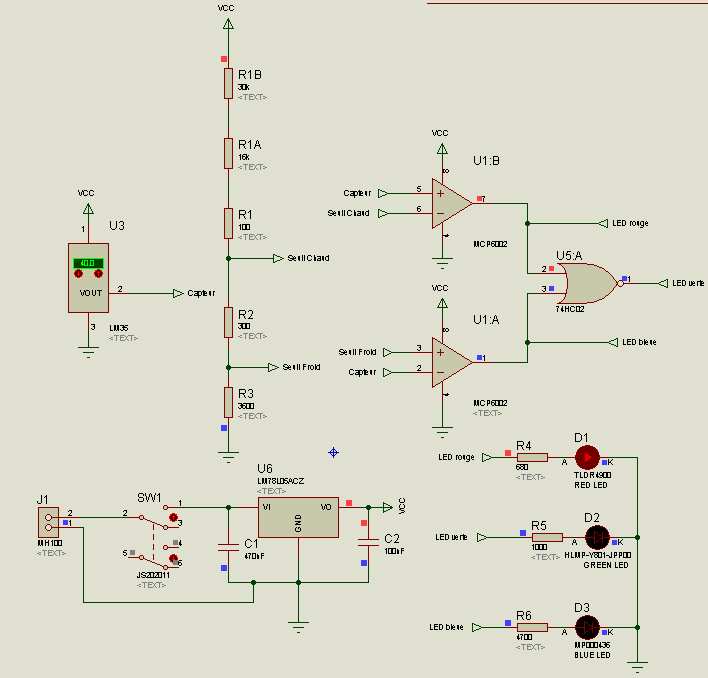 VCC
R1B
30k
<TEXT>
R1A
16k
<TEXT>
R1
100
<TEXT>
Seuil Chaud
R2
300
<TEXT>
Seuil Froid
R3
3600
<TEXT>
VCC
1
U3
40.0
VOUT
2
Capteur
3
LM35
<TEXT>
VCC
U1:B
8
Capteur
5
Seuil Chaud
6
7
4
MCP6002
LED rouge
U5:A
2
3
1
LED verte
74HC02
VCC
U1:A
8
Seuil Froid
3
Capteur
2
1
4
MCP6002
<TEXT>
LED bleue
LED rouge
R4
680
<TEXT>
D1
A
K
TLDR4900
RED LED
LED verte
R5
1000
<TEXT>
D2
A
K
HLMP-Y801-JPP00
GREEN LED
LED bleue
R6
4700
<TEXT>
D3
A
K
MP000436
BLUE LED
J1
2
1
MH100
<TEXT>
SW1
2
1
3
4
5
6
JS202011
<TEXT>
U6
LM78L05ACZ
<TEXT>
VI
VO
GND
VCC
C1
470nF
C2
100nF